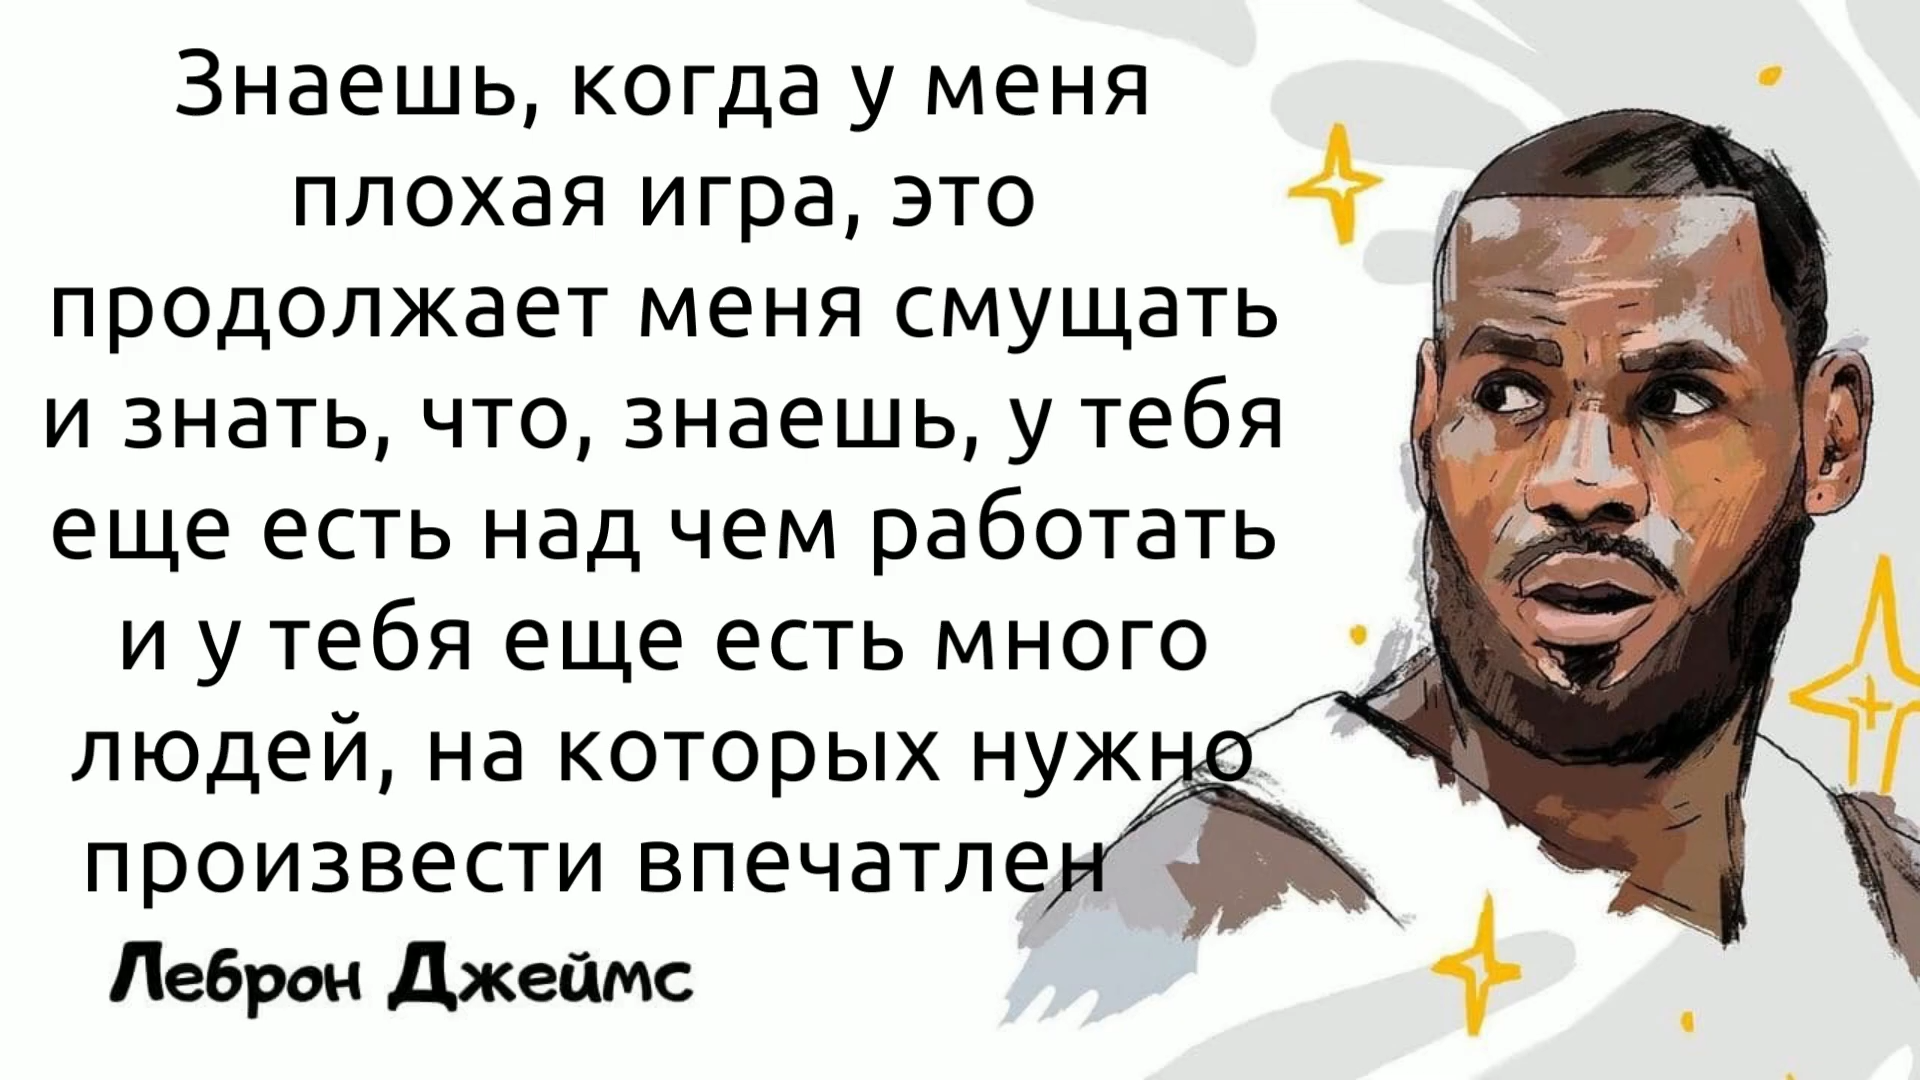 Знаешь, когда у меня
плохая игра, это
продолжает меня смущать
и знать, что, знаешь, у тебя
еще есть над чем работать
и у тебя еще есть много
людей, на которых нужно
произвести впечатлен
Леброн Джеймс